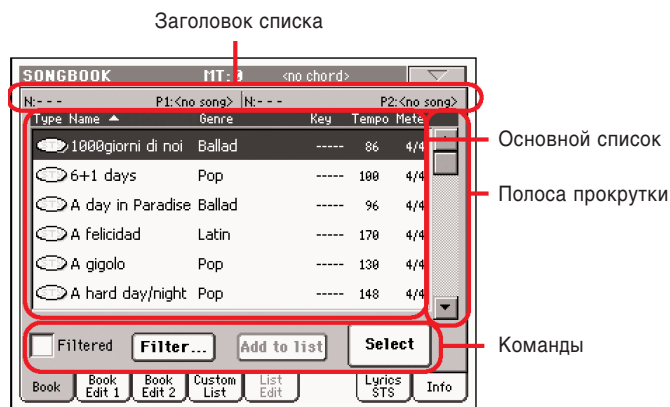 Заголовок списка
SONGBOOK MT:0 <no chord>
N:--- P1:<no song> N:--- P2:<no song>
Type Name Genre Key Tempo Mete
1000giorni di noi Ballad ----- 86 4/4
Основной список
6+1 days Pop ----- 100 4/4
Полоса прокрутки
A day in Paradise Ballad ----- 96 4/4
A felicidad Latin ----- 170 4/4
A gigolo Pop ----- 130 4/4
A hard day/night Pop ----- 148 4/4
Filtered Filter... Add to list Select
Команды
Book Book Edit 1 Book Edit 2 Custom List List Edit Lyrics STS Info